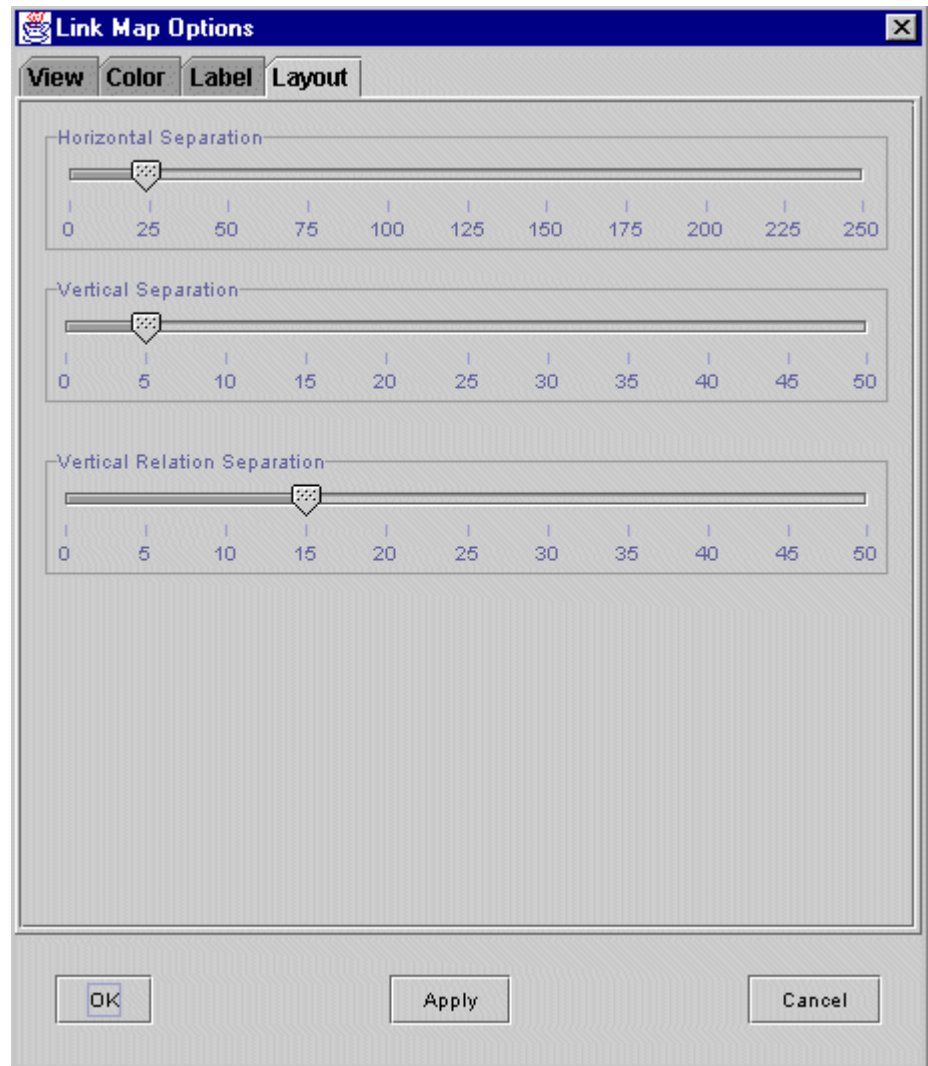 Link Map Options
View Color Label Layout
Horizontal Separation
0 25 50 75 100 125 150 175 200 225 250
Vertical Separation
0 5 10 15 20 25 30 35 40 45 50
Vertical Relation Separation
0 5 10 15 20 25 30 35 40 45 50
OK Apply Cancel